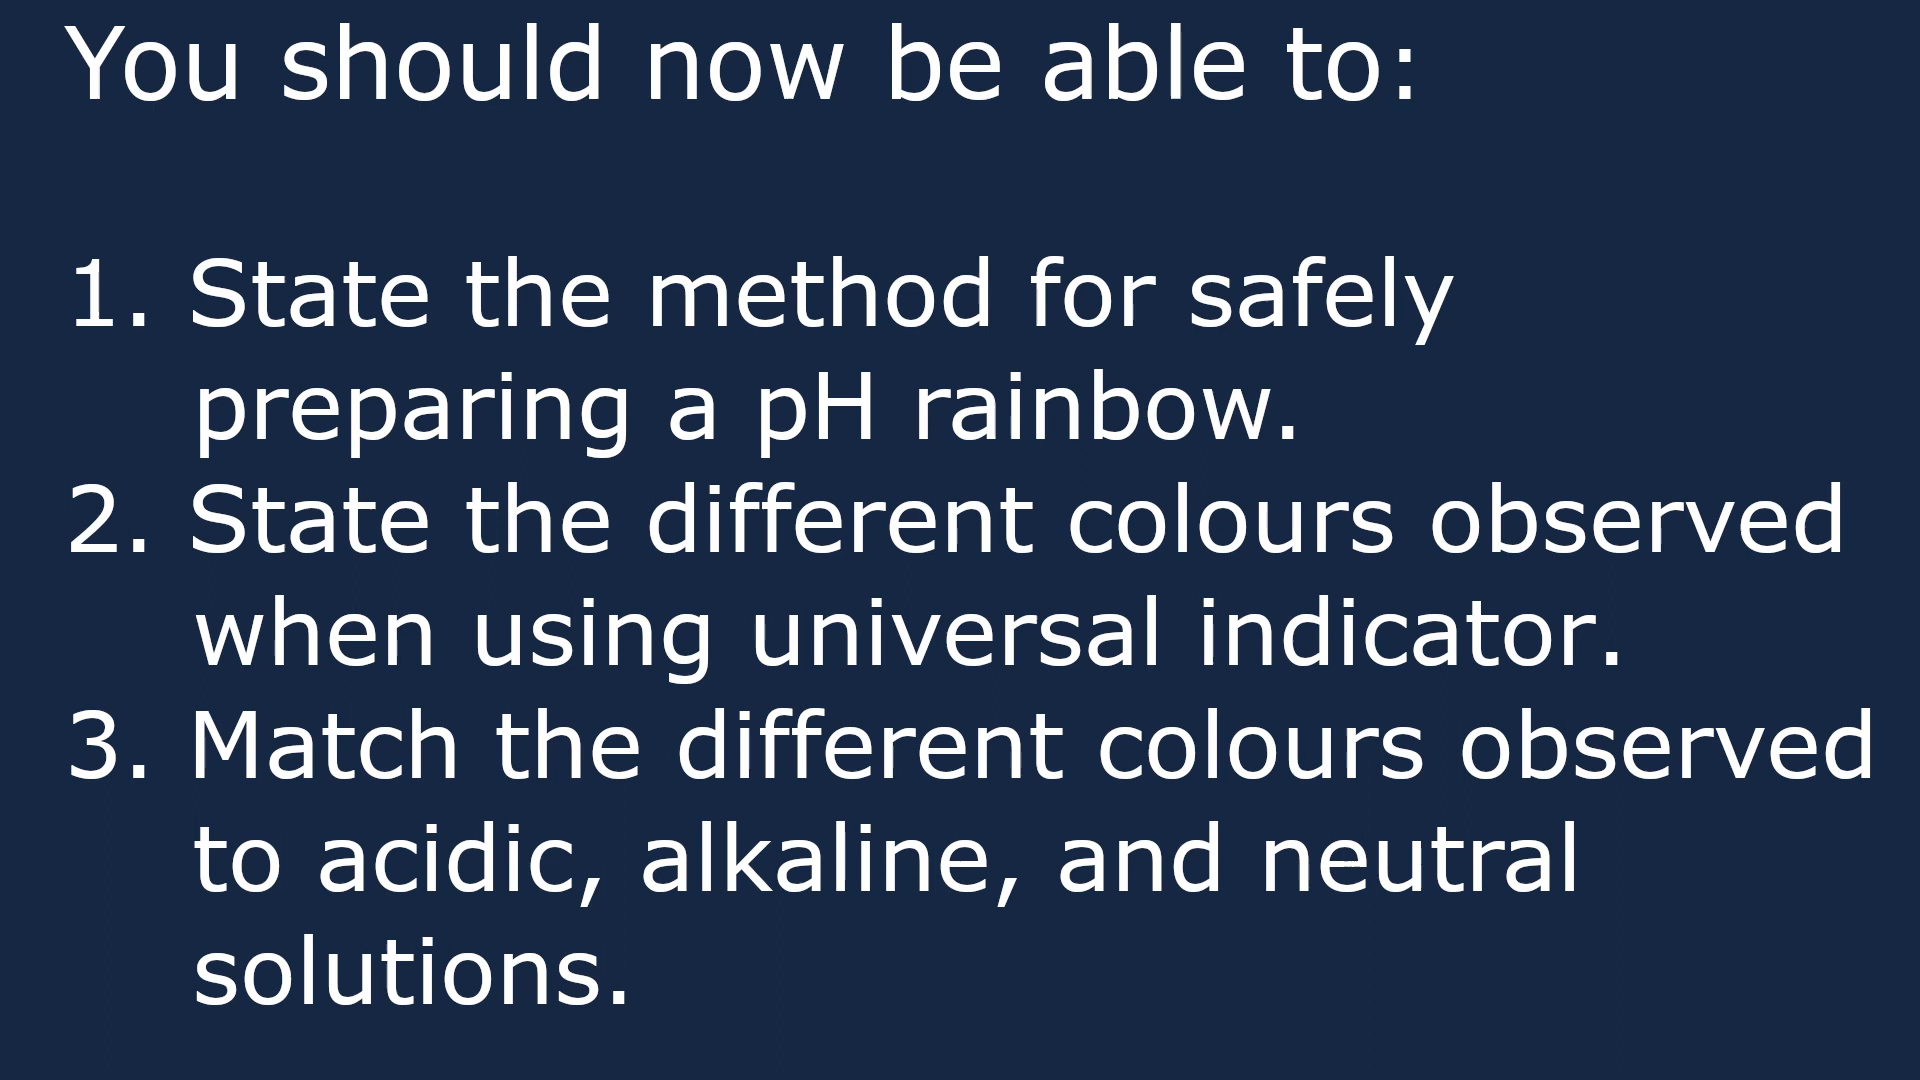 You should now be able to:
1. State the method for safely
preparing a pH rainbow.
2. State the different colours observed
when using universal indicator.
3. Match the different colours observed
to acidic, alkaline, and neutral
solutions.